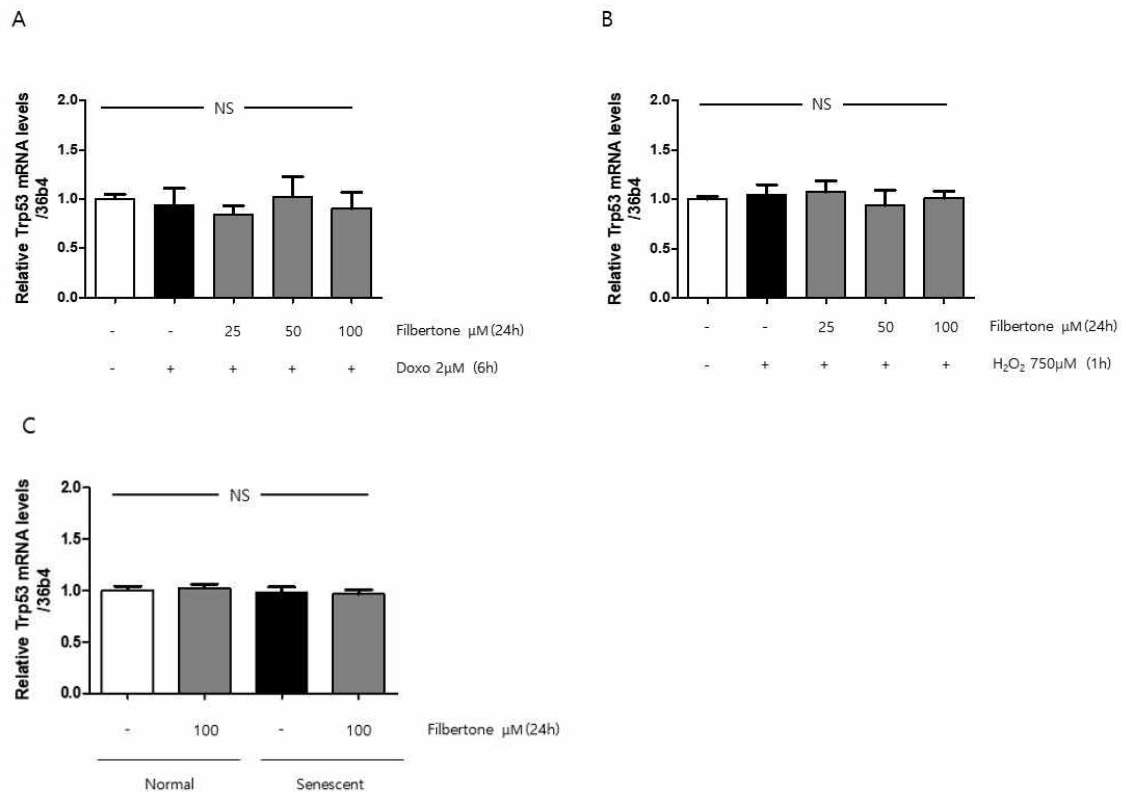 A
NS
2.0
1.5
1.0
0.5
0.0
Relative Trp53 mRNA levels
/36b4
- - 25 50 100 Filbertone µM (24h)
- + + + + Doxo 2µM (6h)
B
NS
2.0
1.5
1.0
0.5
0.0
Relative Trp53 mRNA levels
/36b4
- - 25 50 100 Filbertone µM (24h)
- + + + + H₂O₂ 750µM (1h)
C
NS
2.0
1.5
1.0
0.5
0.0
Relative Trp53 mRNA levels
/36b4
- 100 - 100 Filbertone µM (24h)
Normal Senescent